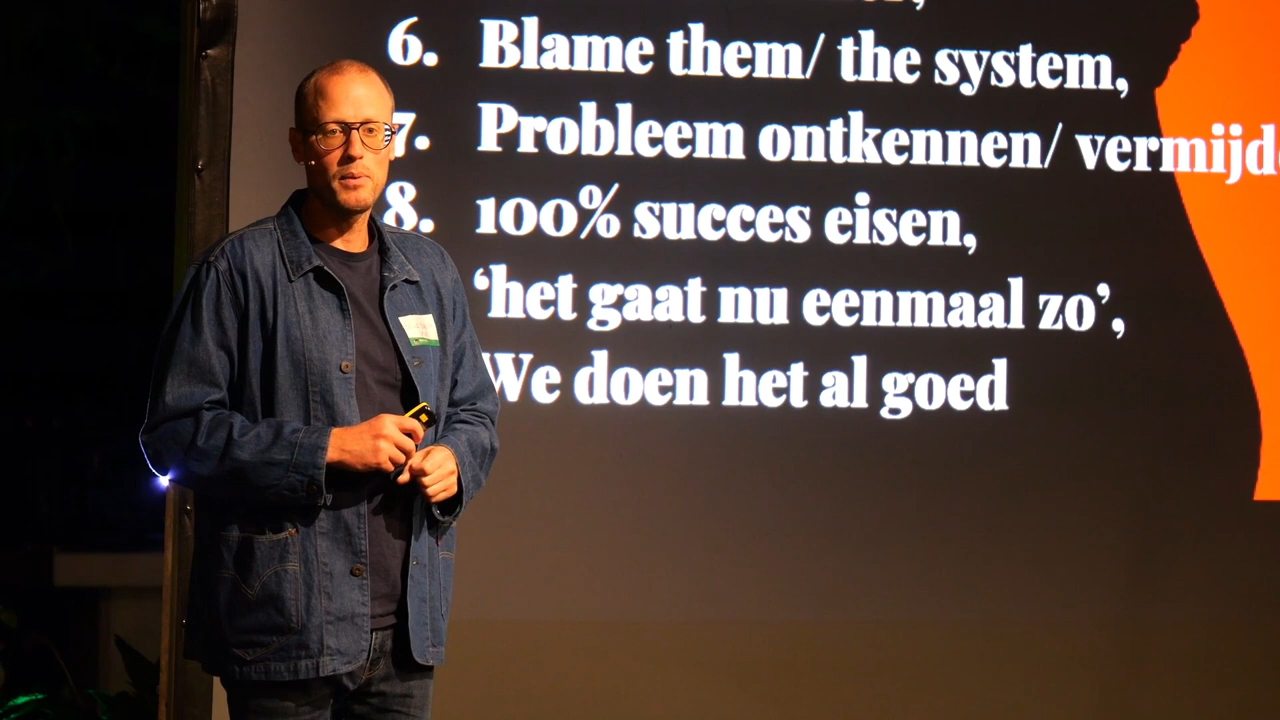 6. Blame them/ the system,
7. Probleem ontkennen/ vermijd
8. 100% succes eisen,
‘het gaat nu eenmaal zo’,
We doen het al goed